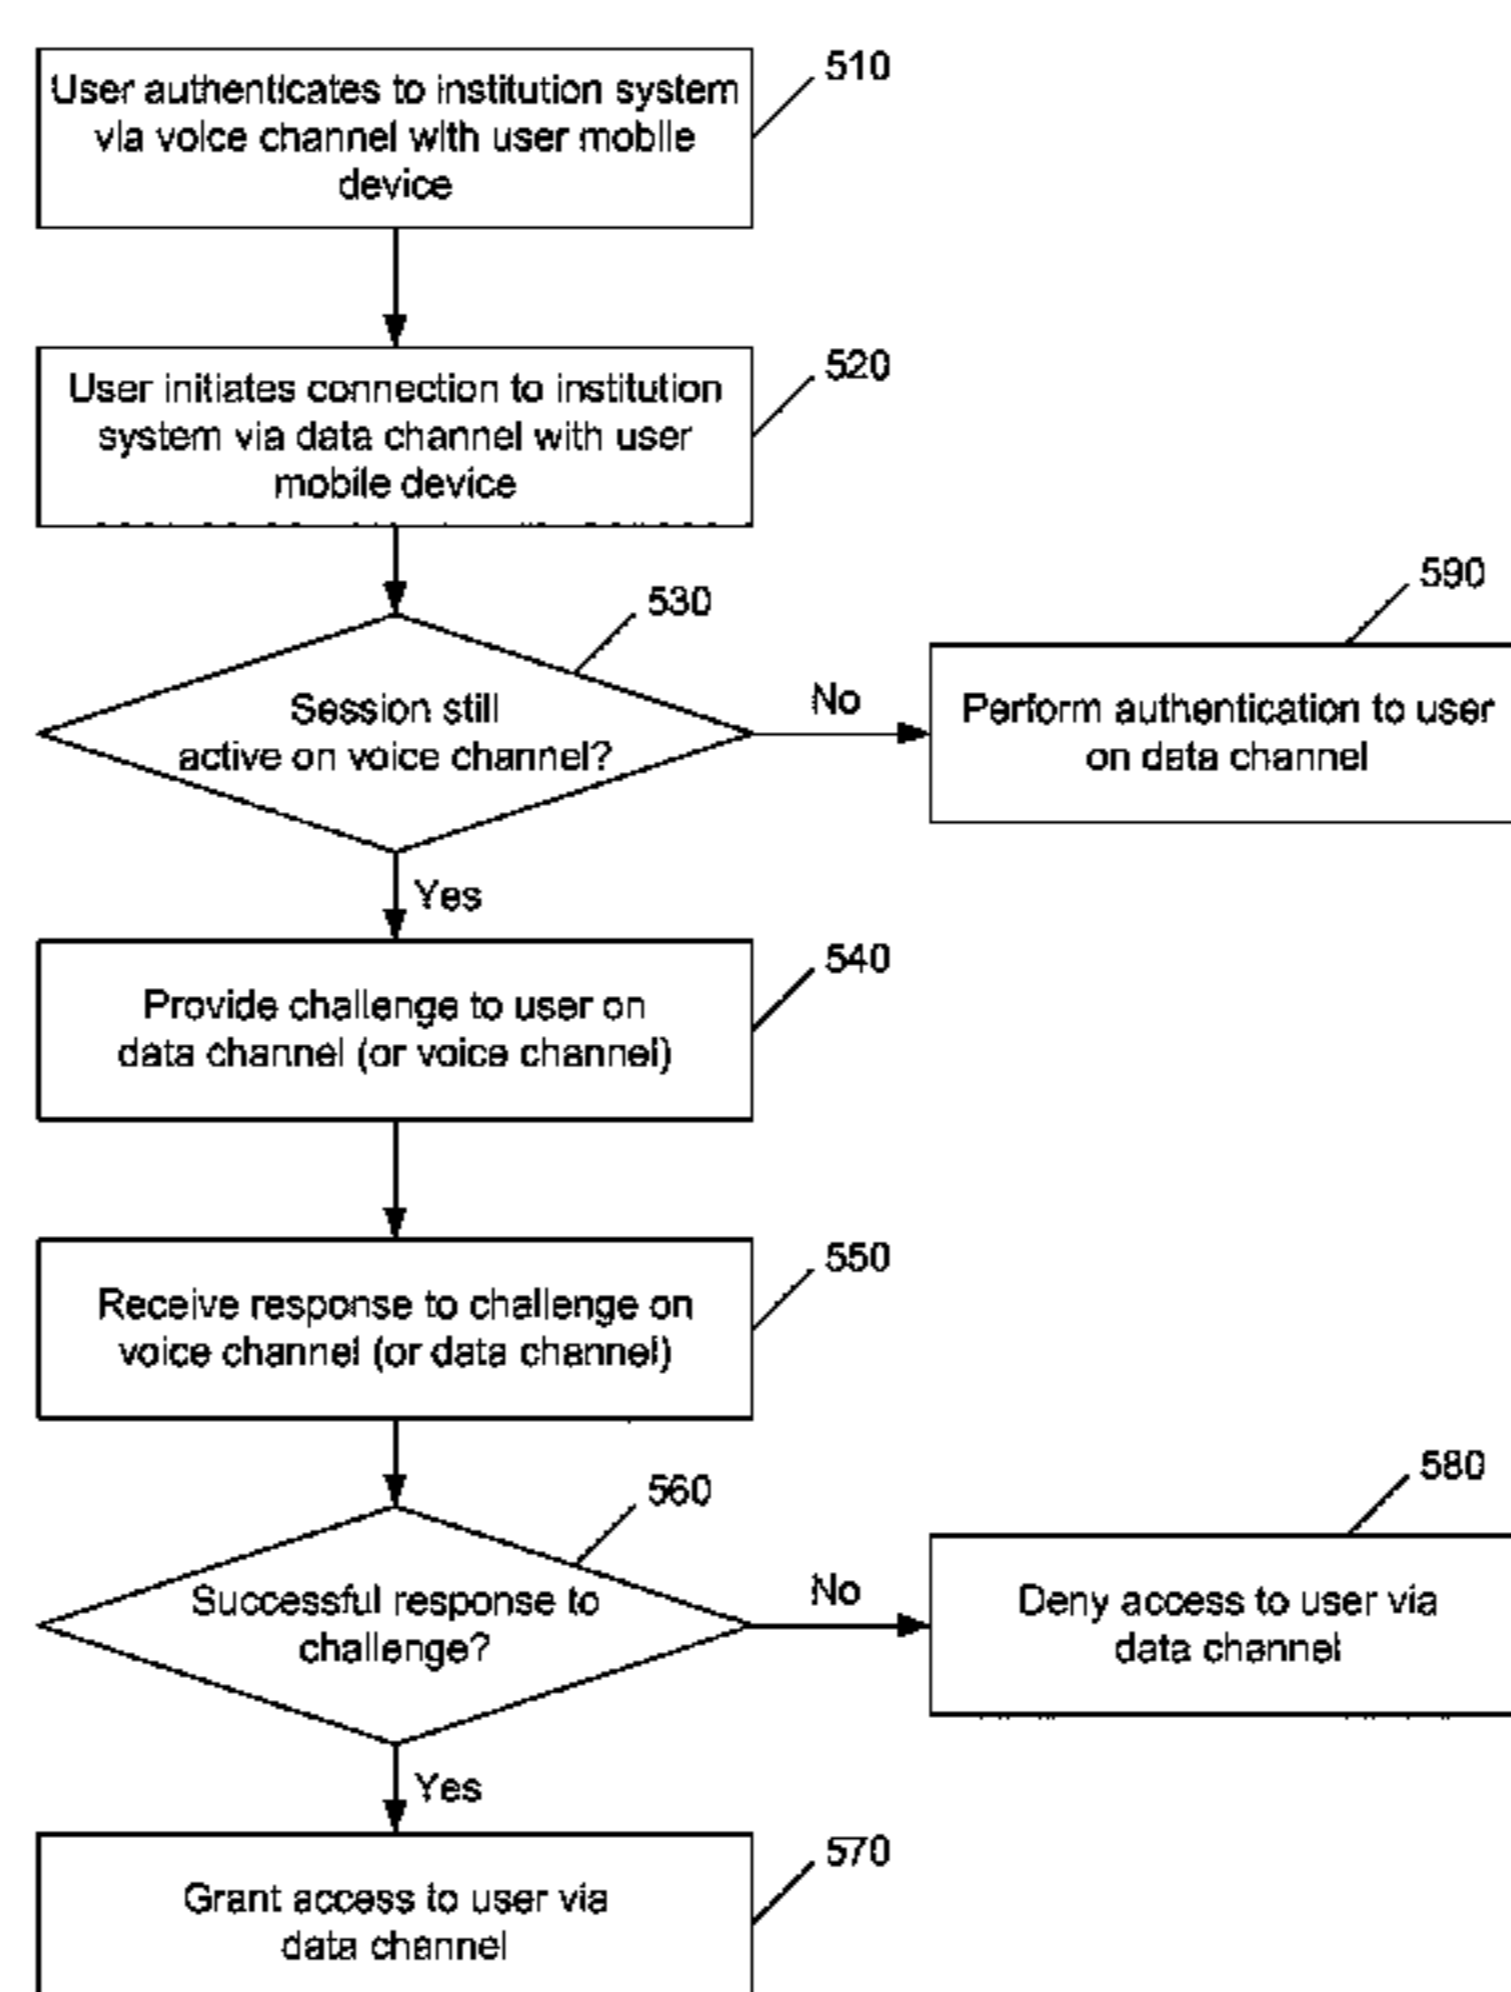 510
User authenticates to institution system
via voice channel with user mobile
device
520
User initiates connection to institution
system via data channel with user
mobile device
530
590
Session still
active on voice channel?
No
Perform authentication to user
on data channel
Yes
540
Provide challenge to user on
data channel (or voice channel)
550
Receive response to challenge on
voice channel (or data channel)
560
580
Successful response to
challenge?
No
Deny access to user via
data channel
Yes
570
Grant access to user via
data channel